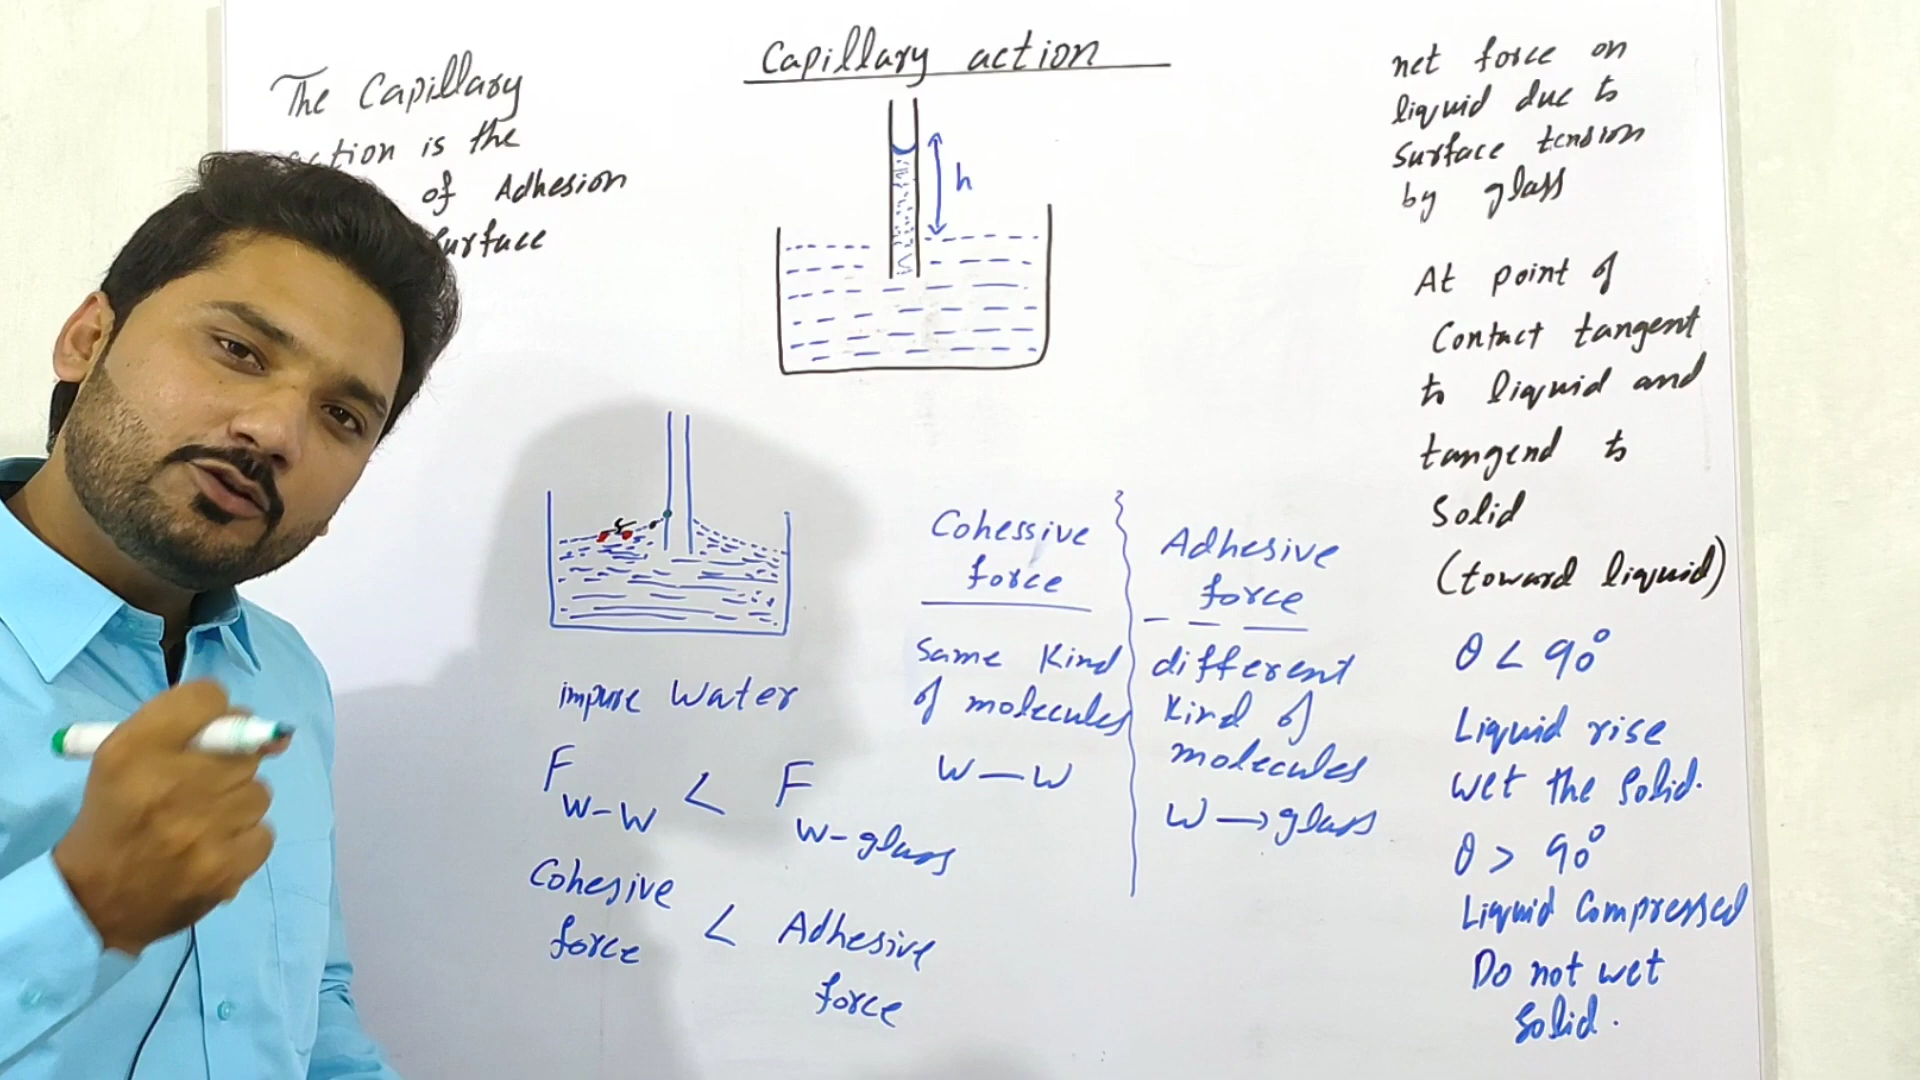 Capillary action
The Capillary
action is the
of Adhesion
surface
h
impure Water
F W-W < F W-glass
Cohesive force < Adhesive force
Cohessive
force
Same Kind
of molecules
W — W
Adhesive
force
different
Kind of
molecules
W → glass
net force on
liquid due to
Surface tension
by glass
At point of
Contact tangent
to liquid and
tangend to
Solid
(toward liquid)
θ < 90°
Liquid rise
wet the Solid.
θ > 90°
Liquid Compressed
Do not wet
Solid.